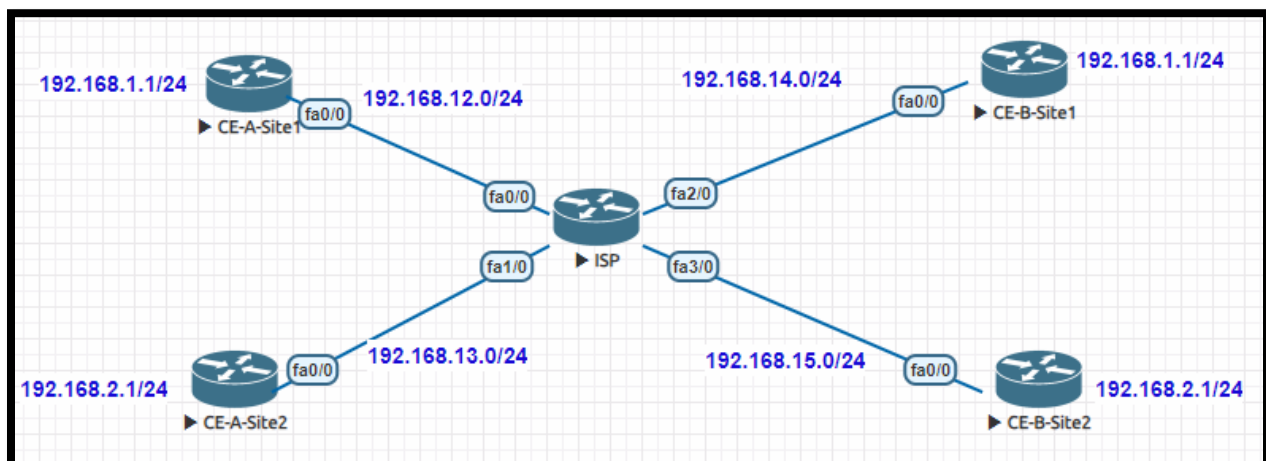 192.168.1.1/24
192.168.12.0/24
fa0/0
▶ CE-A-Site1
192.168.14.0/24
192.168.1.1/24
fa0/0
▶ CE-B-Site1
fa0/0
fa2/0
▶ ISP
fa1/0
fa3/0
192.168.2.1/24
fa0/0
192.168.13.0/24
▶ CE-A-Site2
192.168.15.0/24
fa0/0
192.168.2.1/24
▶ CE-B-Site2